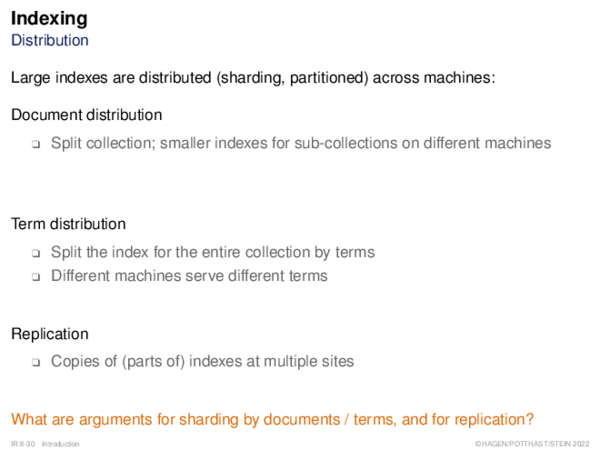 Indexing
Distribution
Large indexes are distributed (sharding, partitioned) across machines:
Document distribution
❑ Split collection; smaller indexes for sub-collections on different machines
Term distribution
❑ Split the index for the entire collection by terms
❑ Different machines serve different terms
Replication
❑ Copies of (parts of) indexes at multiple sites
What are arguments for sharding by documents / terms, and for replication?
IR:II-30 Introduction ©HAGEN/POTTHAST/STEIN 2022